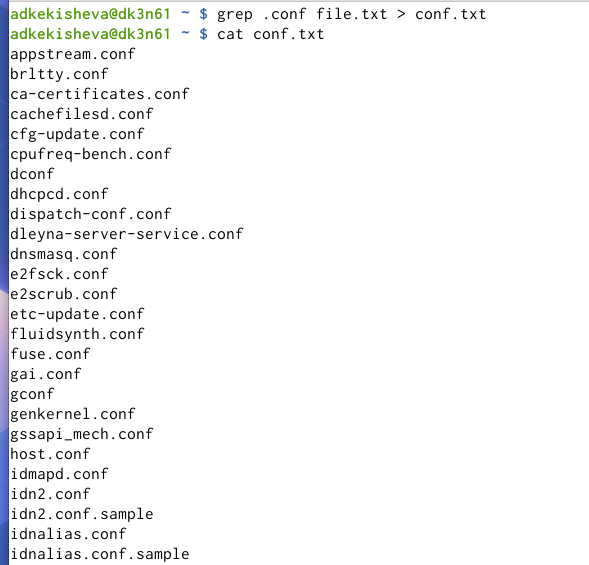 adkekisheva@dk3n61 ~ $ grep .conf file.txt > conf.txt
adkekisheva@dk3n61 ~ $ cat conf.txt
appstream.conf
brltty.conf
ca-certificates.conf
cachefilesd.conf
cfg-update.conf
cpufreq-bench.conf
dconf
dhcpcd.conf
dispatch-conf.conf
dleyna-server-service.conf
dnsmasq.conf
e2fsck.conf
e2scrub.conf
etc-update.conf
fluidsynth.conf
fuse.conf
gai.conf
gconf
genkernel.conf
gssapi_mech.conf
host.conf
idmapd.conf
idn2.conf
idn2.conf.sample
idnalias.conf
idnalias.conf.sample